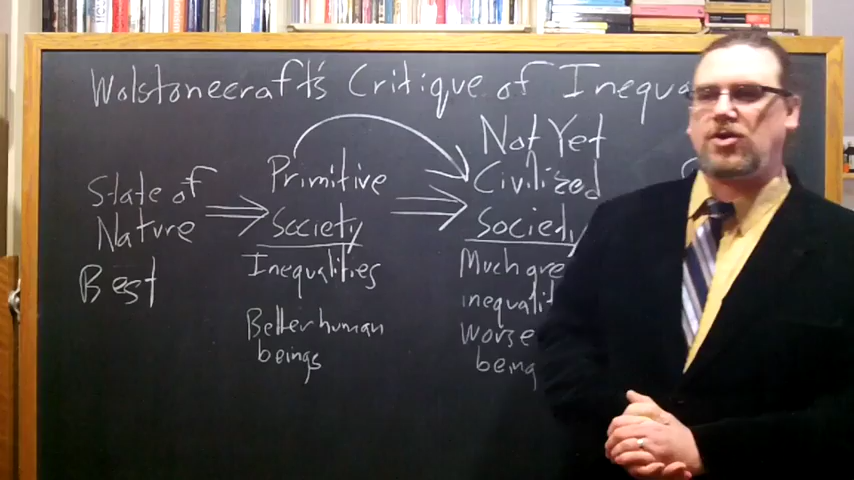 Wolstonecraft's Critique of Inequa
Not Yet
State of
Nature
Best
Primitive
Society
Inequalities
Better human
beings
Civilized
Society
Much gre
inequalit
Worse
being